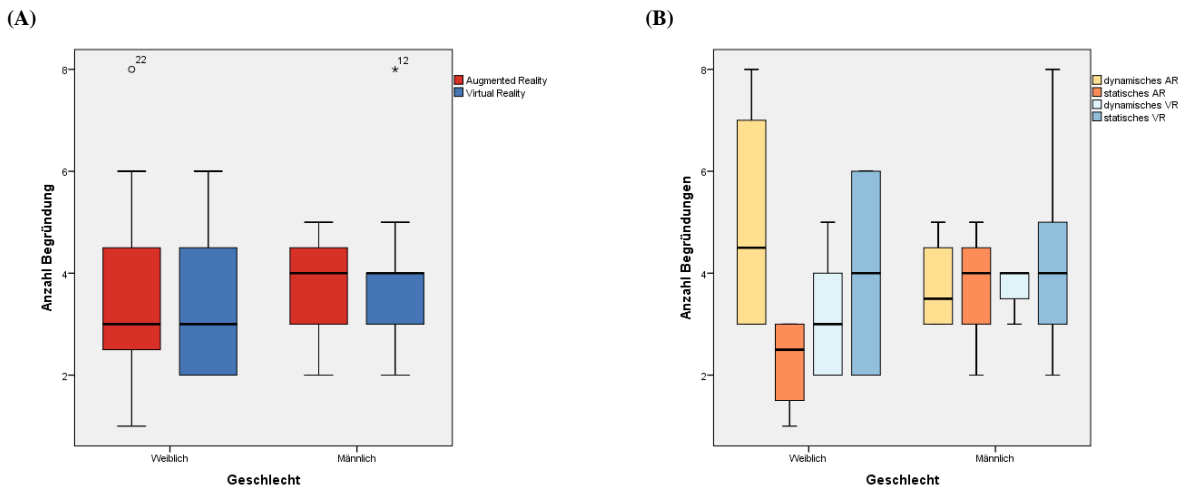 (A)
22
12
8
6
4
2
Anzahl Begründung
Weiblich
Männlich
Geschlecht
Augmented Reality
Virtual Reality
(B)
8
6
4
2
Anzahl Begründungen
Weiblich
Männlich
Geschlecht
dynamisches AR
statisches AR
dynamisches VR
statisches VR